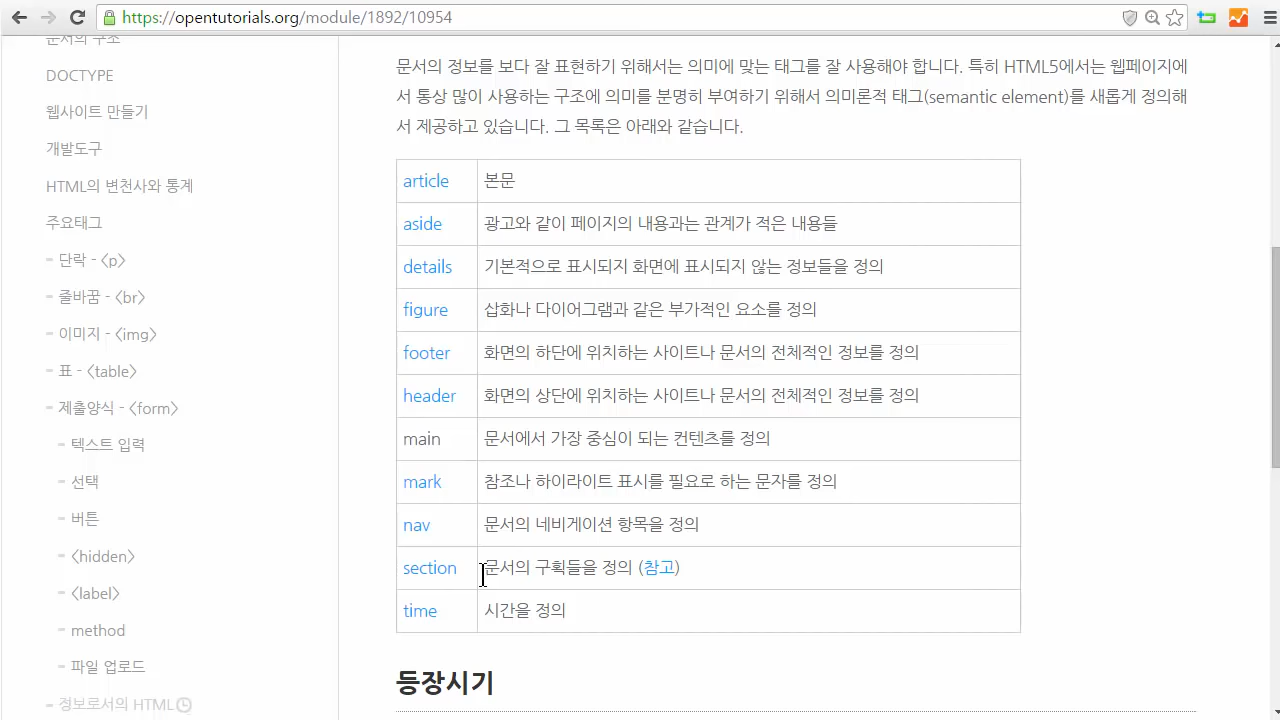 https://opentutorials.org/module/1892/10954
문서의 구조
DOCTYPE
웹사이트 만들기
개발도구
HTML의 변천사와 통계
주요태그
단락 - <p>
줄바꿈 - <br>
이미지 - <img>
표 - <table>
제출양식 - <form>
텍스트 입력
선택
버튼
<hidden>
<label>
method
파일 업로드
정보로서의 HTML
문서의 정보를 보다 잘 표현하기 위해서는 의미에 맞는 태그를 잘 사용해야 합니다. 특히 HTML5에서는 웹페이지에
서 통상 많이 사용하는 구조에 의미를 분명히 부여하기 위해서 의미론적 태그(semantic element)를 새롭게 정의해
서 제공하고 있습니다. 그 목록은 아래와 같습니다.
article 본문
aside 광고와 같이 페이지의 내용과는 관계가 적은 내용들
details 기본적으로 표시되지 화면에 표시되지 않는 정보들을 정의
figure 삽화나 다이어그램과 같은 부가적인 요소를 정의
footer 화면의 하단에 위치하는 사이트나 문서의 전체적인 정보를 정의
header 화면의 상단에 위치하는 사이트나 문서의 전체적인 정보를 정의
main 문서에서 가장 중심이 되는 컨텐츠를 정의
mark 참조나 하이라이트 표시를 필요로 하는 문자를 정의
nav 문서의 네비게이션 항목을 정의
section 문서의 구획들을 정의 (참고)
time 시간을 정의
등장시기